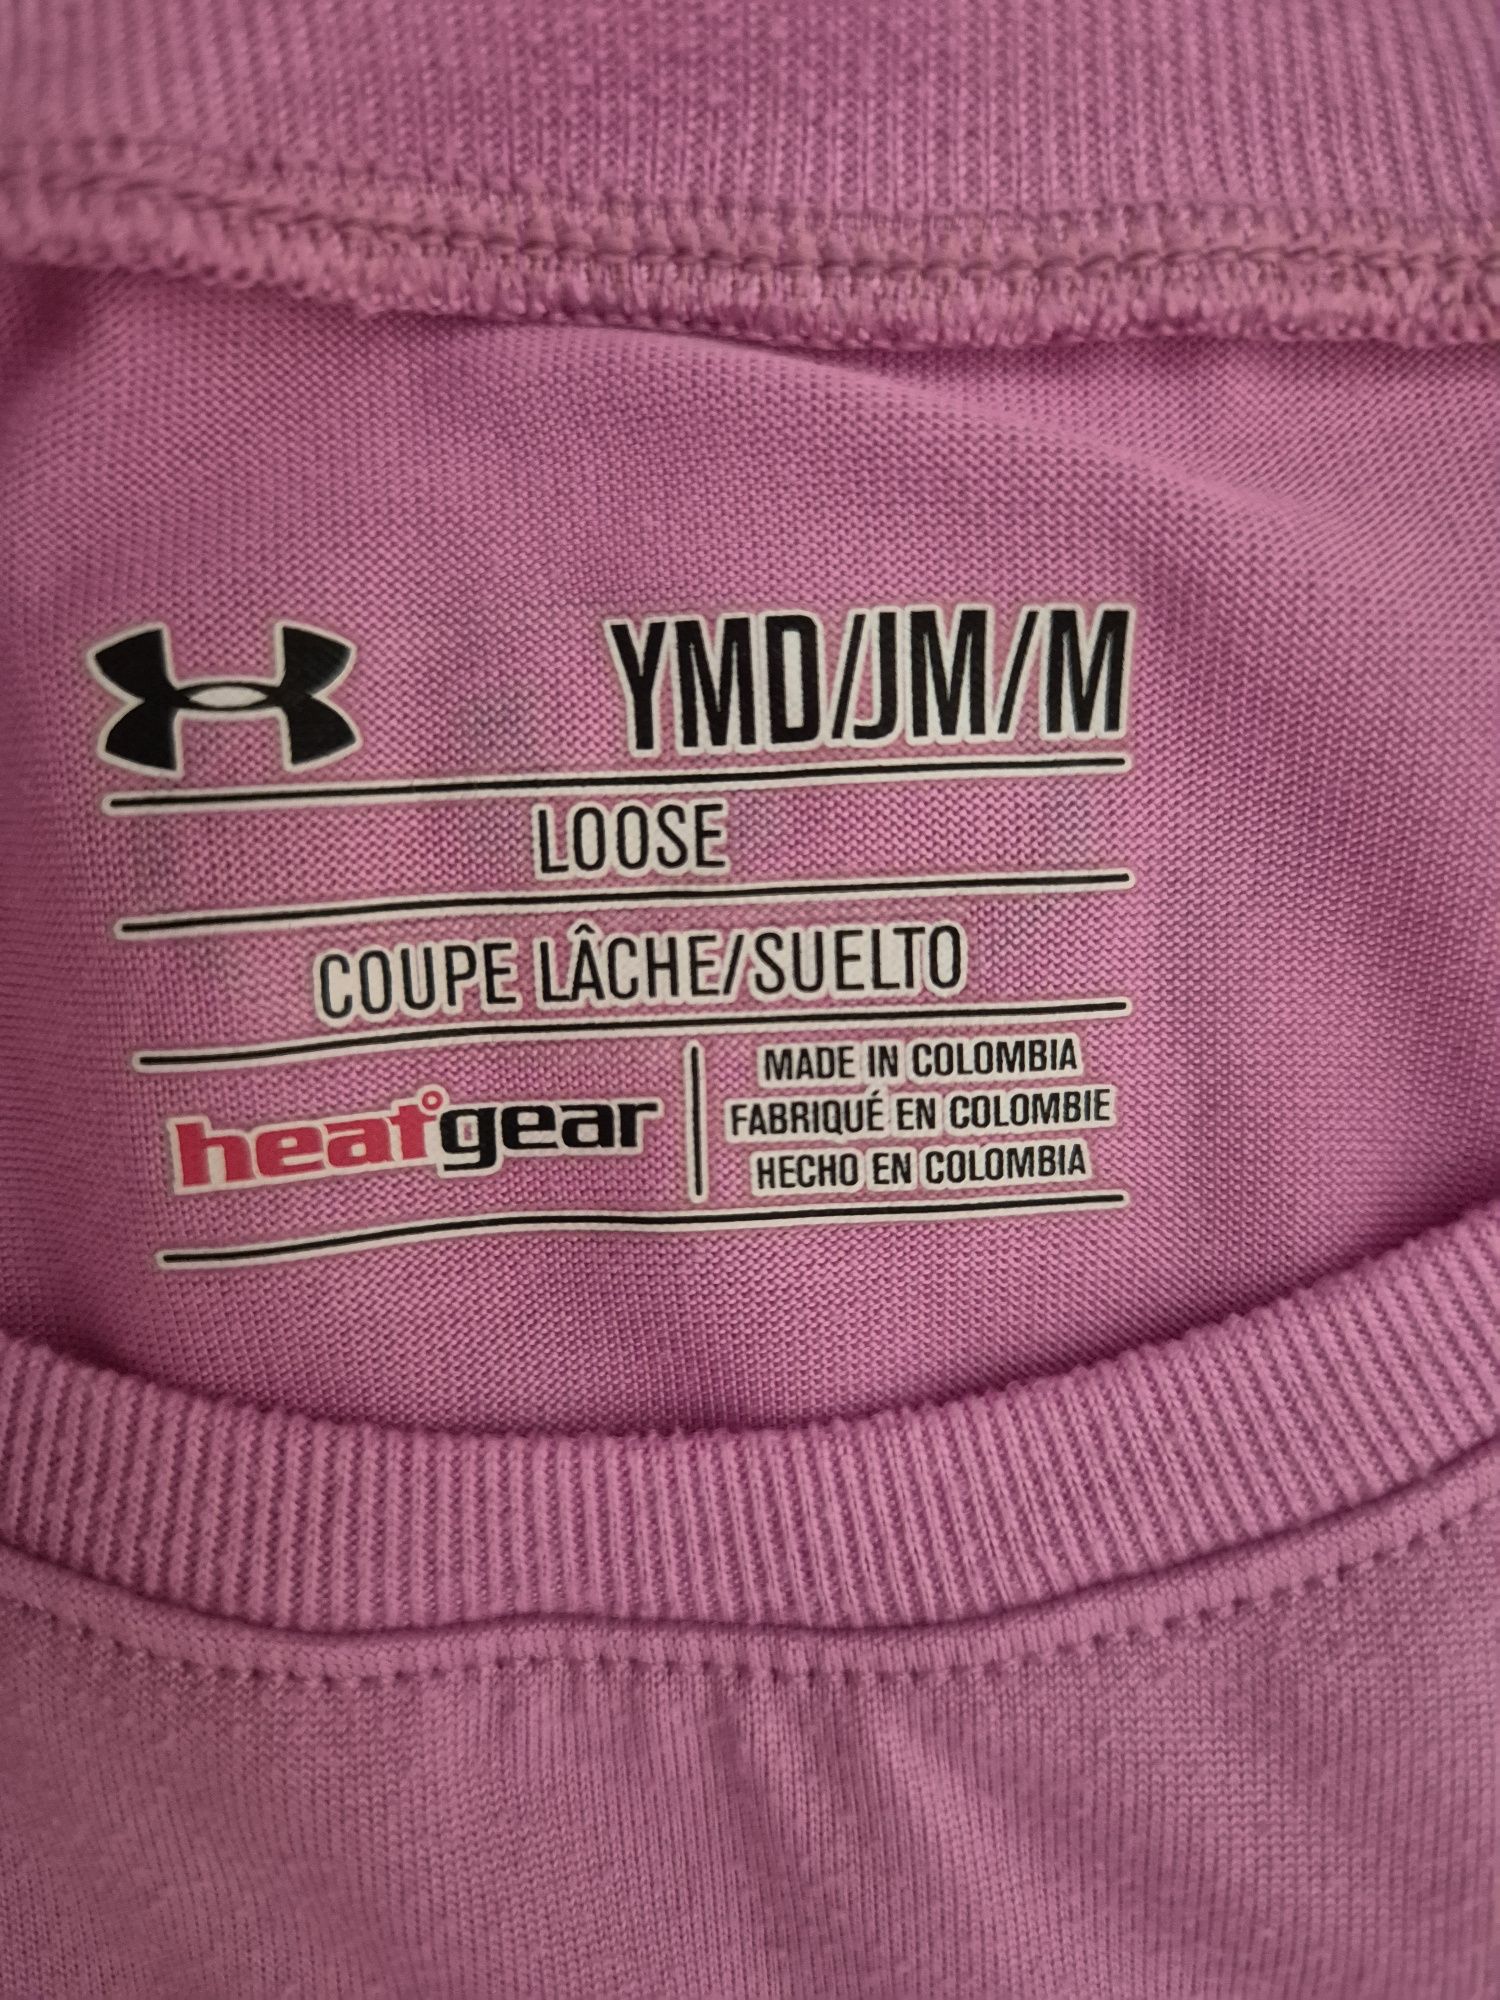 YMD/JM/M
LOOSE
COUPE LÂCHE/SUELTO
heatgear
MADE IN COLOMBIA
FABRIQUÉ EN COLOMBIE
HECHO EN COLOMBIA